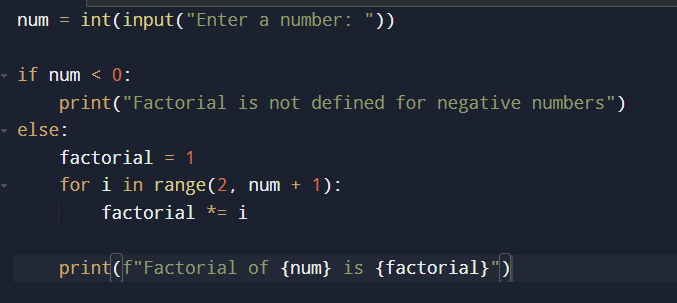 num = int(input("Enter a number: "))
if num < 0:
    print("Factorial is not defined for negative numbers")
else:
    factorial = 1
    for i in range(2, num + 1):
        factorial *= i
    print(f"Factorial of {num} is {factorial}")